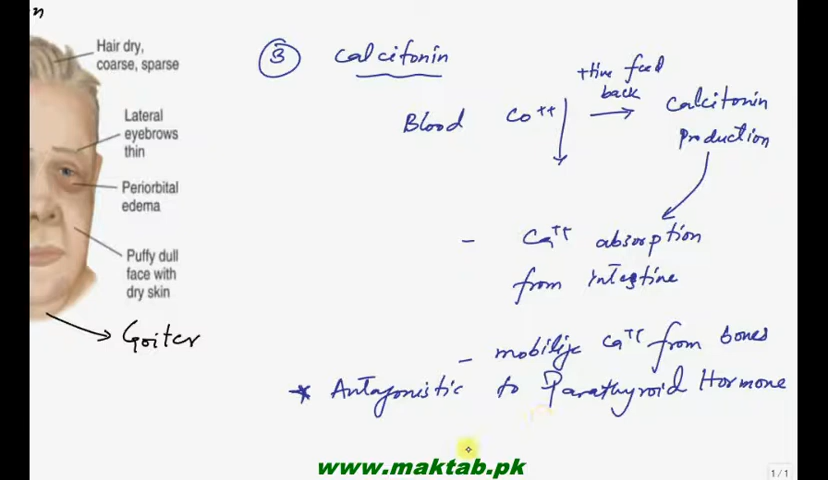 n
Hair dry,
coarse, sparse
Lateral
eyebrows
thin
Periorbital
edema
Puffy dull
face with
dry skin
Goiter
3 Calcitonin
+tive feed
back
Blood Co++ → Calcitonin
Production
- Ca++ absorption
from intestine
- mobilize Ca++ from bones
* Antagonistic to Parathyroid Hormone
www.maktab.pk
1 / 1